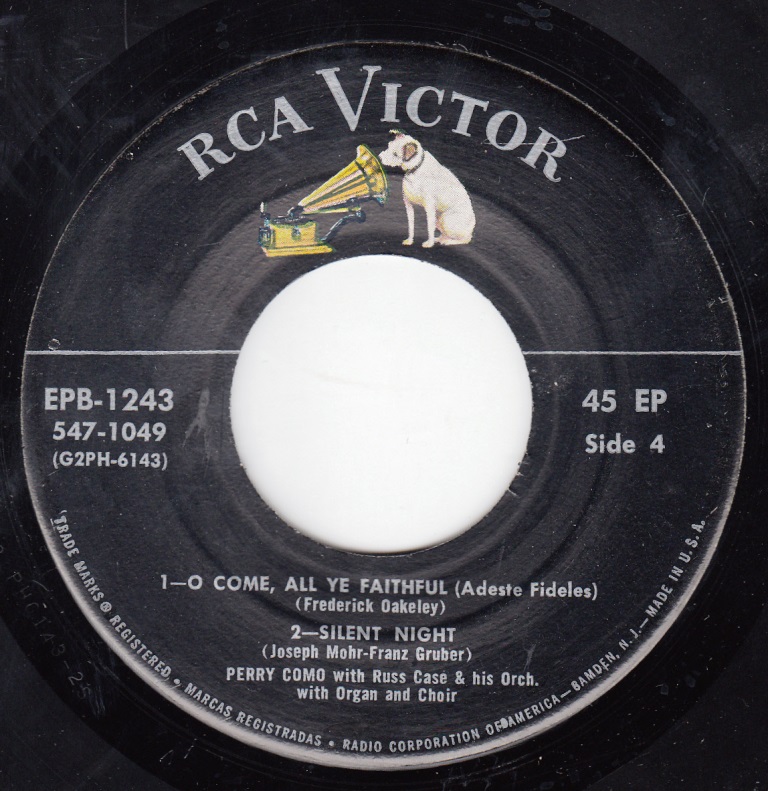 RCA VICTOR
EPB-1243
547-1049
(G2PH-6143)
45 EP
Side 4
1—O COME, ALL YE FAITHFUL (Adeste Fideles)
(Frederick Oakeley)
2—SILENT NIGHT
(Joseph Mohr-Franz Gruber)
PERRY COMO with Russ Case & his Orch.
with Organ and Choir
TRADE MARKS ® REGISTERED • MARCAS REGISTRADAS • RADIO CORPORATION OF AMERICA—CAMDEN, N. J.—MADE IN U. S. A.